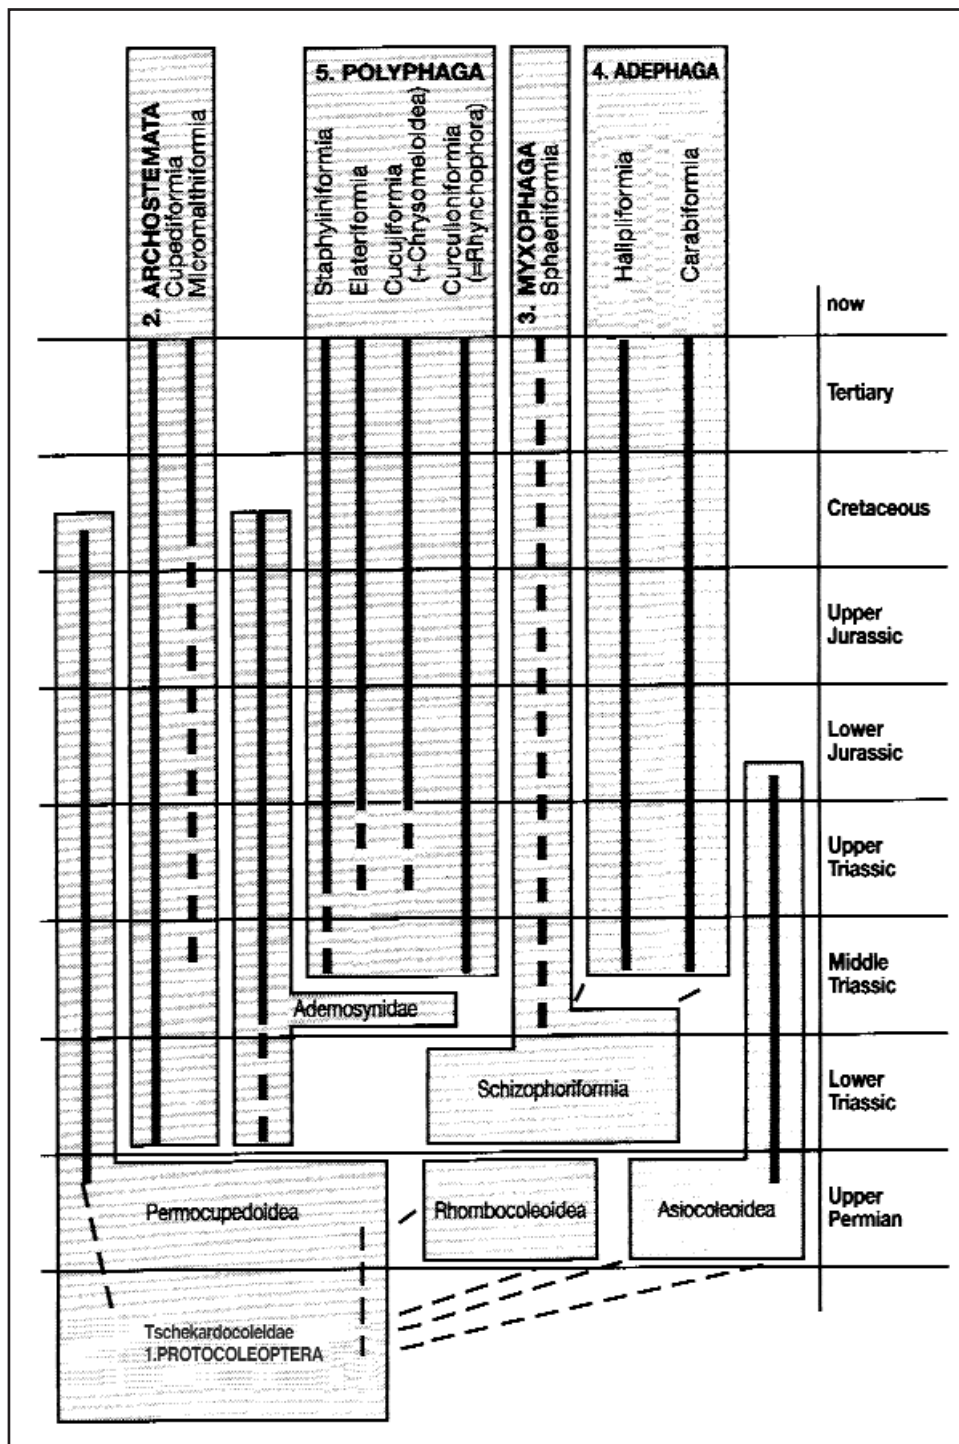 2. ARCHOSTEMATA
Cupediformia
Micromalthiformia
5. POLYPHAGA
Staphyliniformia
Elateriformia
Cucujiformia
(+Chrysomeloidea)
Curculioniformia
(=Rhynchophora)
3. MYXOPHAGA
Sphaeriiformia
4. ADEPHAGA
Halipliformia
Carabiformia
now
Tertiary
Cretaceous
Upper
Jurassic
Lower
Jurassic
Upper
Triassic
Middle
Triassic
Ademosynidae
Lower
Triassic
Schizophoriformia
Upper
Permian
Permocupedoidea
Rhombocoleoidea
Asiocoleoidea
Tschekardocoleidae
1.PROTOCOLEOPTERA